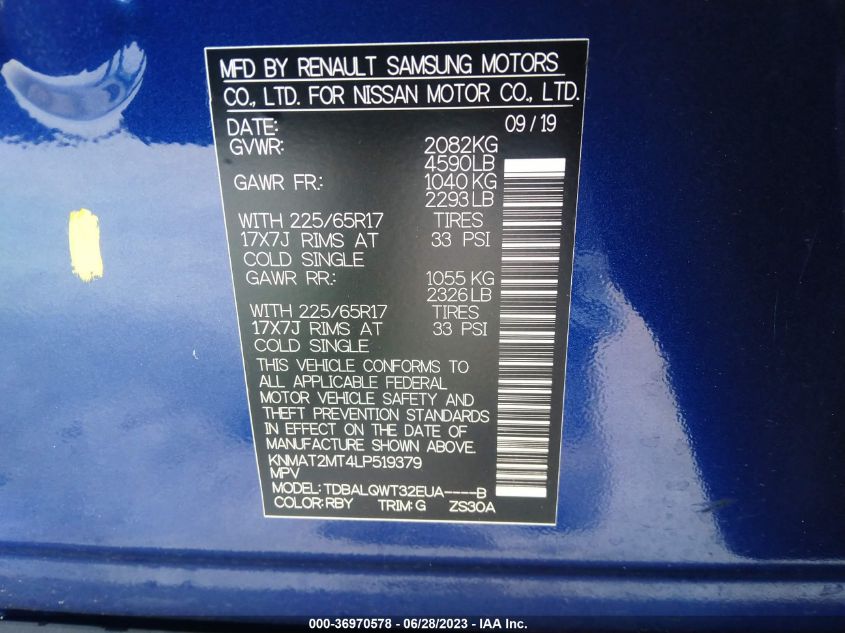 MFD BY RENAULT SAMSUNG MOTORS
CO., LTD. FOR NISSAN MOTOR CO., LTD.
DATE: 09/19
GVWR: 2082KG
4590LB
GAWR FR.: 1040 KG
2293 LB
WITH 225/65R17 TIRES
17X7J RIMS AT 33 PSI
COLD SINGLE
GAWR RR.: 1055 KG
2326LB
WITH 225/65R17 TIRES
17X7J RIMS AT 33 PSI
COLD SINGLE
THIS VEHICLE CONFORMS TO
ALL APPLICABLE FEDERAL
MOTOR VEHICLE SAFETY AND
THEFT PREVENTION STANDARDS
IN EFFECT ON THE DATE OF
MANUFACTURE SHOWN ABOVE.
KNMAT2MT4LP519379
MPV
MODEL: TDBALQWT32EUA----B
COLOR:RBY TRIM:G ZS30A
000-36970578 - 06/28/2023 - IAA Inc.